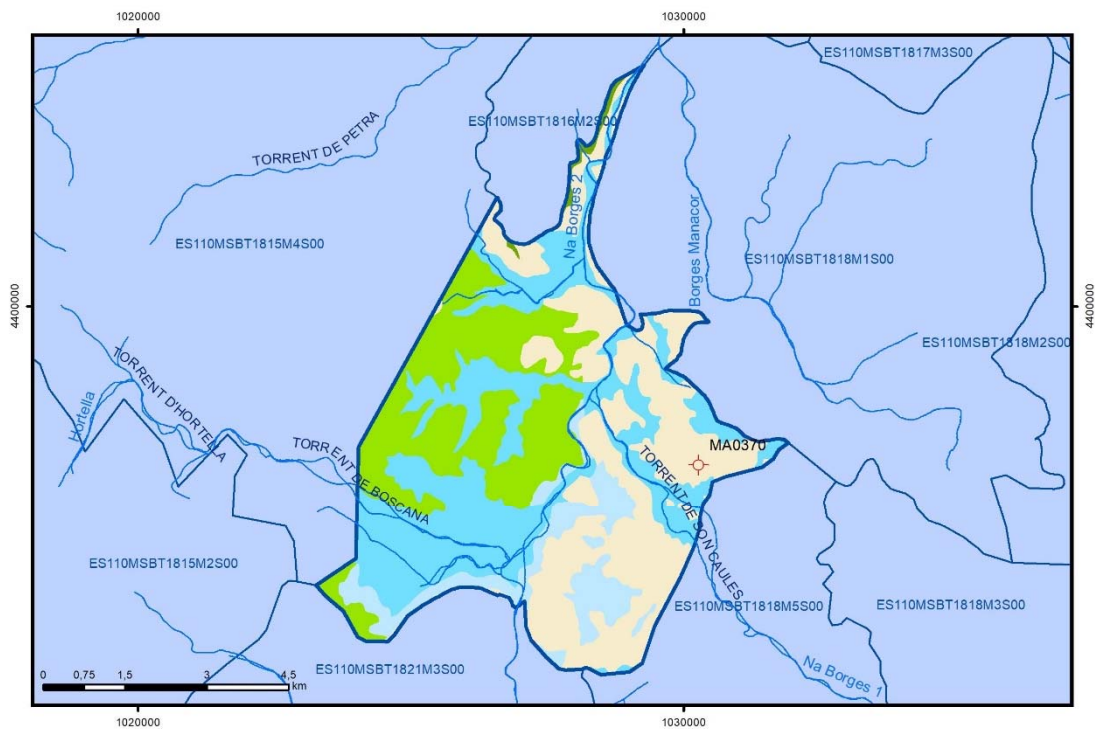 1020000
1030000
ES110MSBT1817M3S00
ES110MSBT1816M2S00
TORRENT DE PETRA
Na Borges 2
Borges Manacor
ES110MSBT1815M4S00
ES110MSBT1818M1S00
4400000
4400000
ES110MSBT1818M2S00
TORRENT D'HORTELLA
Hortella
MA0370
TORRENT DE BOSCANA
TORRENT DE SON CAULES
ES110MSBT1815M2S00
ES110MSBT1818M5S00
ES110MSBT1818M3S00
ES110MSBT1821M3S00
Na Borges 1
0 0,75 1,5 3 4,5
km
1020000
1030000